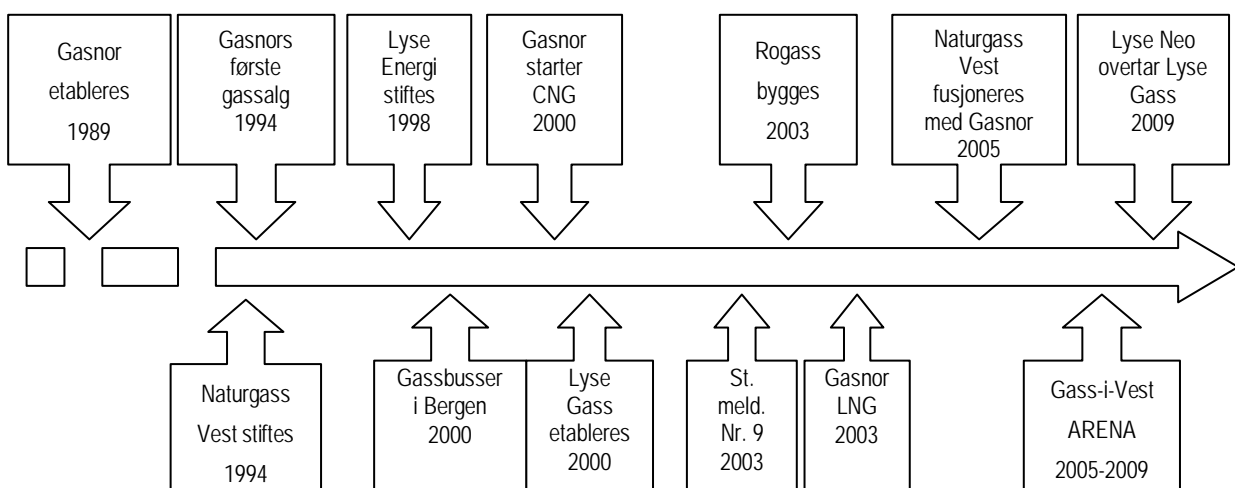 Gasnor
etableres
1989
Gasnors
første
gassalg
1994
Lyse
Energi
stiftes
1998
Gasnor
starter
CNG
2000
Rogass
bygges
2003
Naturgass
Vest
fusjoneres
med Gasnor
2005
Lyse Neo
overtar Lyse
Gass
2009
Naturgass
Vest stiftes
1994
Gassbusser
i Bergen
2000
Lyse
Gass
etableres
2000
St.
meld.
Nr. 9
2003
Gasnor
LNG
2003
Gass-i-Vest
ARENA
2005-2009